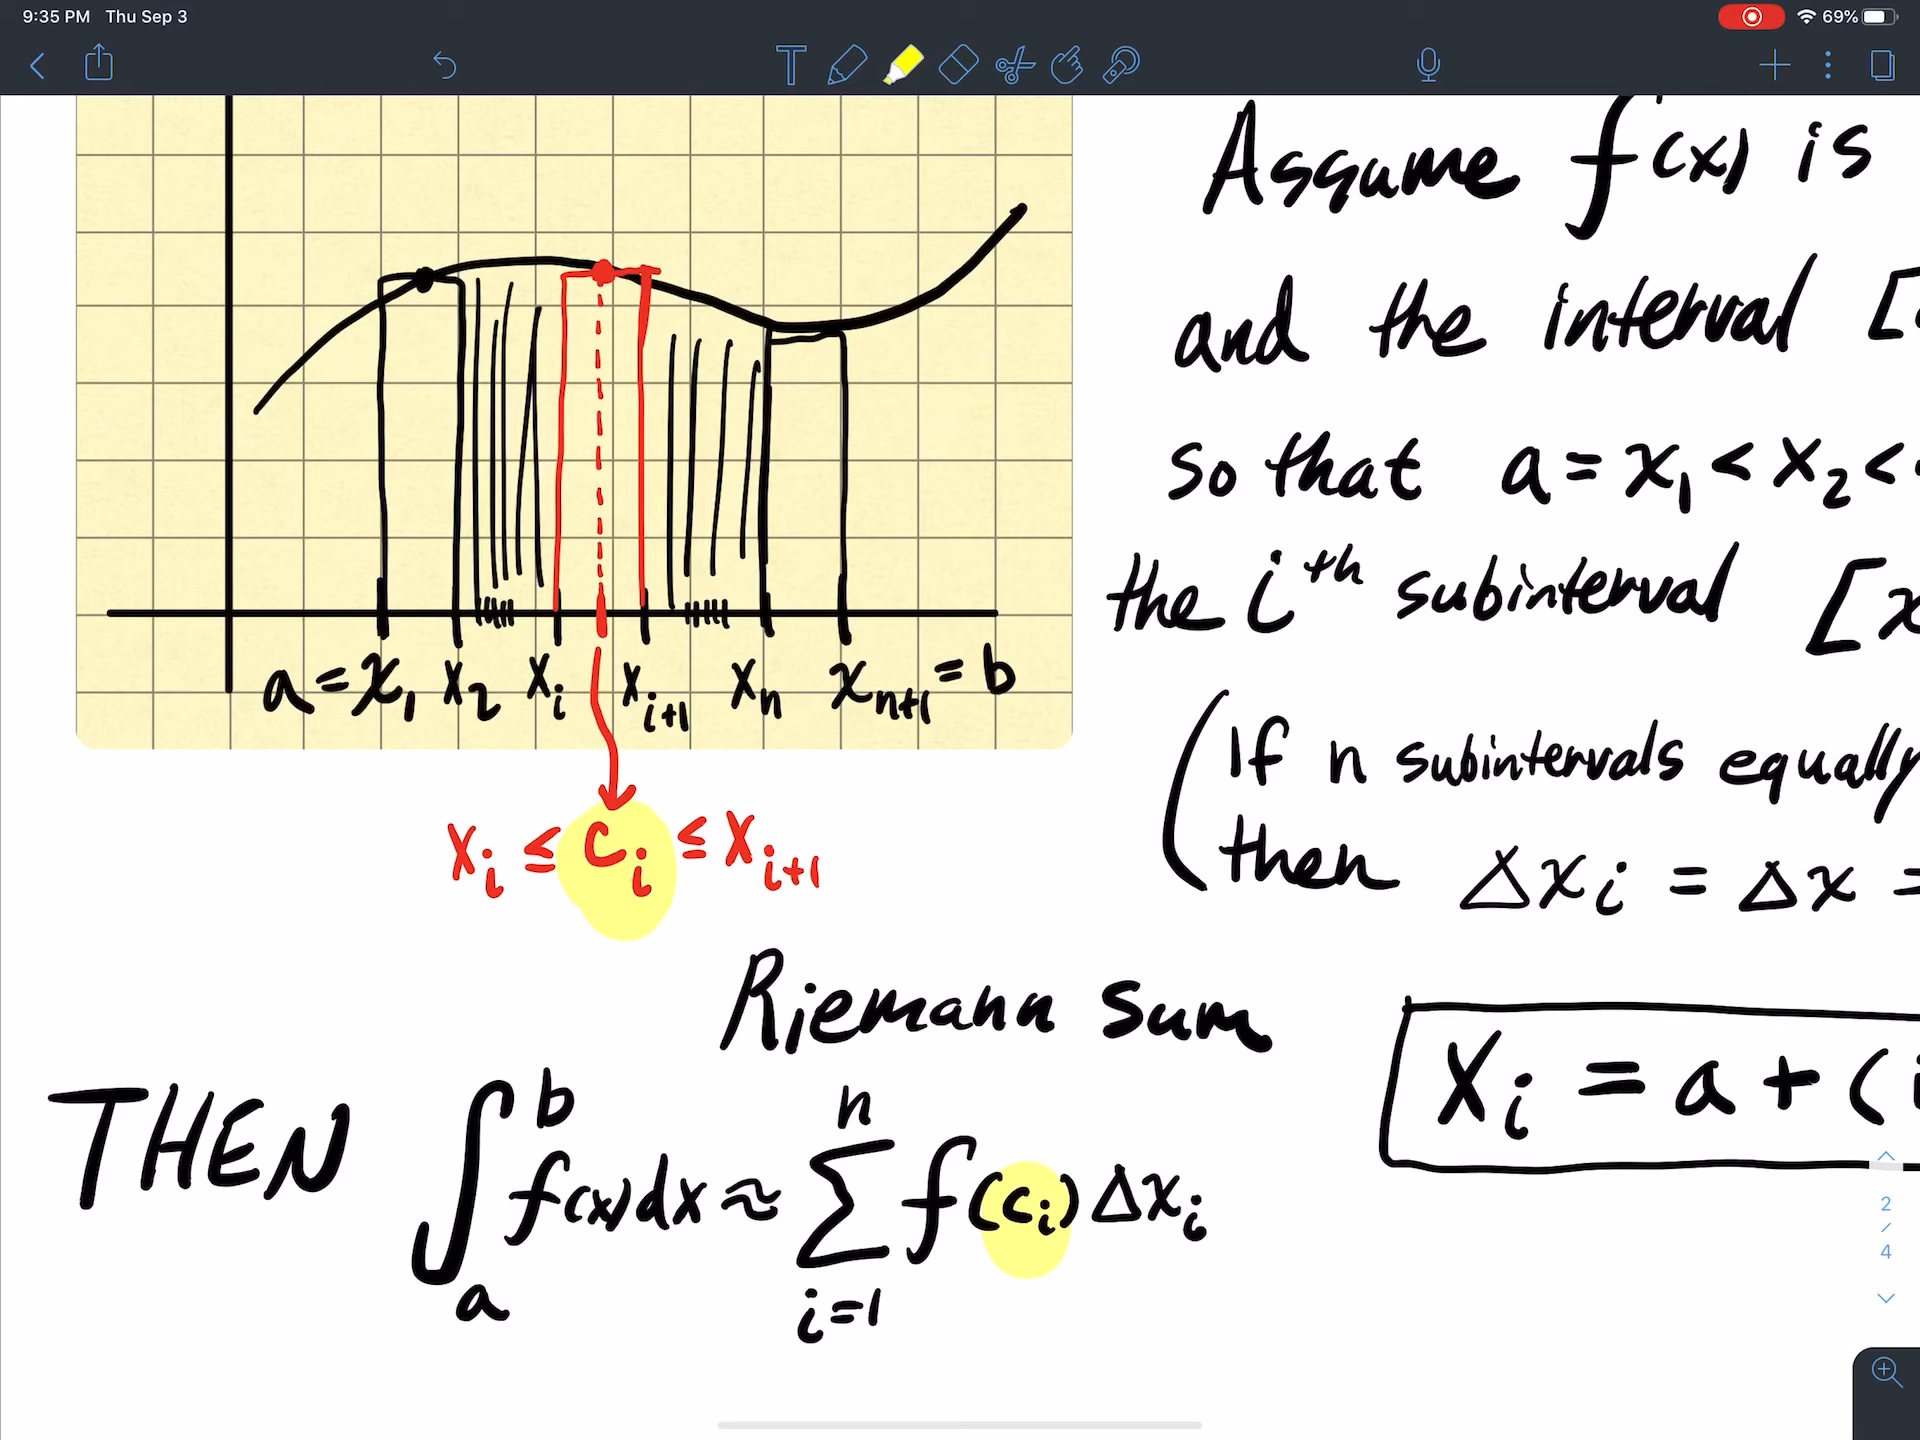 9:35 PM Thu Sep 3
69%
T
Assume f(x) is
and the interval [
so that a = x₁ < x₂ <
the iᵗʰ subinterval [x
(If n subintervals equally
then Δxᵢ = Δx =
a = x₁ x₂ xᵢ xᵢ₊₁ xₙ xₙ₊₁ = b
xᵢ ≤ cᵢ ≤ xᵢ₊₁
Riemann sum
xᵢ = a + (i
THEN ∫ₐᵇ f(x)dx ≈ ∑ᵢ₌₁ⁿ f(cᵢ)Δxᵢ
2
/
4